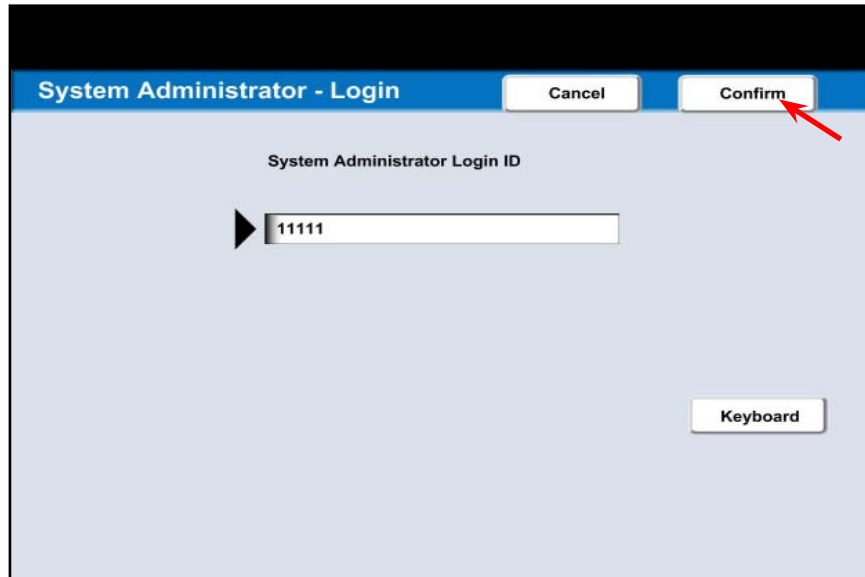 System Administrator - Login Cancel Confirm
System Administrator Login ID
11111
Keyboard